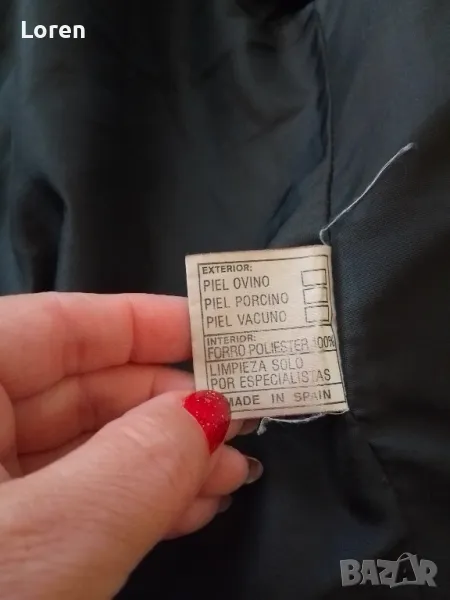 Loren
EXTERIOR:
PIEL OVINO
PIEL PORCINO
PIEL VACUNO
INTERIOR:
FORRO POLIESTER 100%
LIMPIEZA SOLO
POR ESPECIALISTAS
MADE IN SPAIN
BAZAR